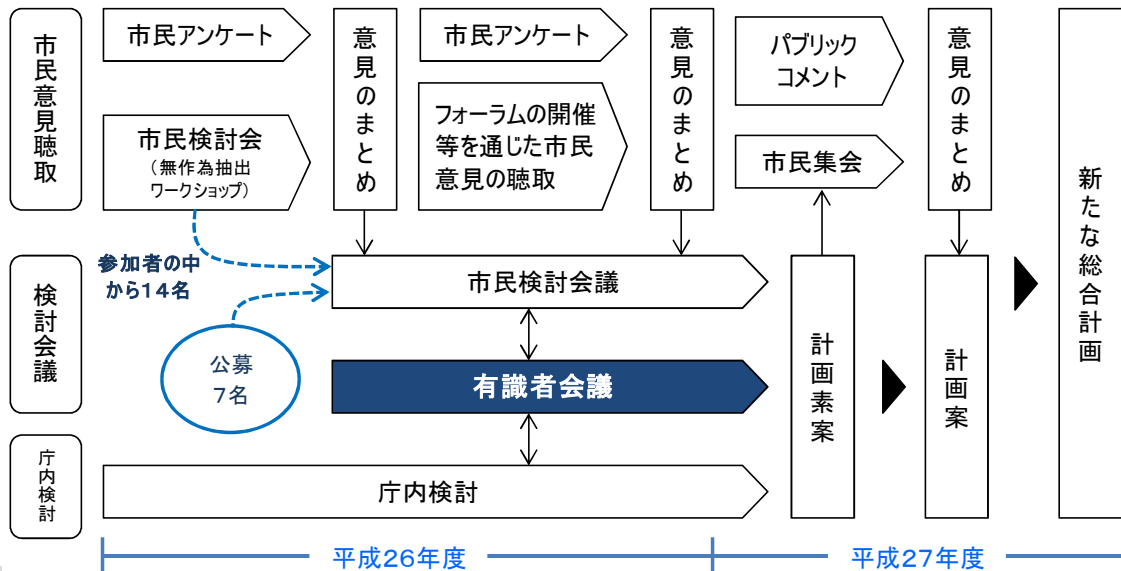 市民意見聴取
市民アンケート
市民検討会
（無作為抽出
ワークショップ）
意見のまとめ
市民アンケート
フォーラムの開催
等を通じた市民
意見の聴取
意見のまとめ
パブリック
コメント
市民集会
意見のまとめ
新たな総合計画
検討会議
参加者の中
から１４名
公募
７名
市民検討会議
有識者会議
計画素案
計画案
庁内検討
庁内検討
平成２６年度
平成２７年度